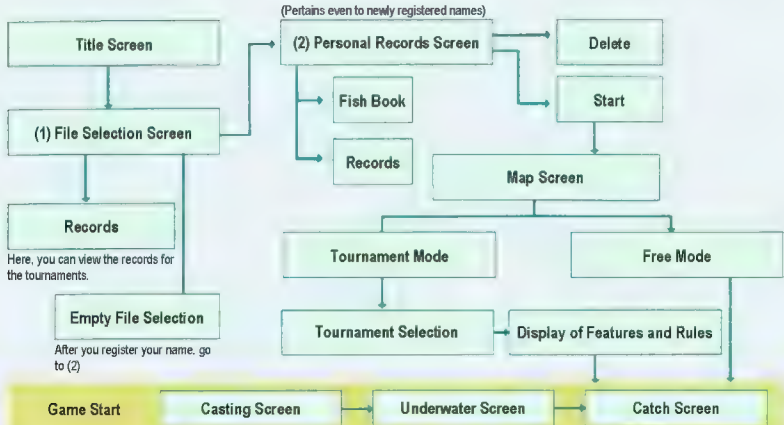 (Pertains even to newly registered names)
Title Screen
(2) Personal Records Screen
Delete
Fish Book
Start
(1) File Selection Screen
Records
Map Screen
Records
Here, you can view the records for
the tournaments.
Tournament Mode
Free Mode
Empty File Selection
After you register your name, go
to (2)
Tournament Selection
Display of Features and Rules
Game Start
Casting Screen
Underwater Screen
Catch Screen